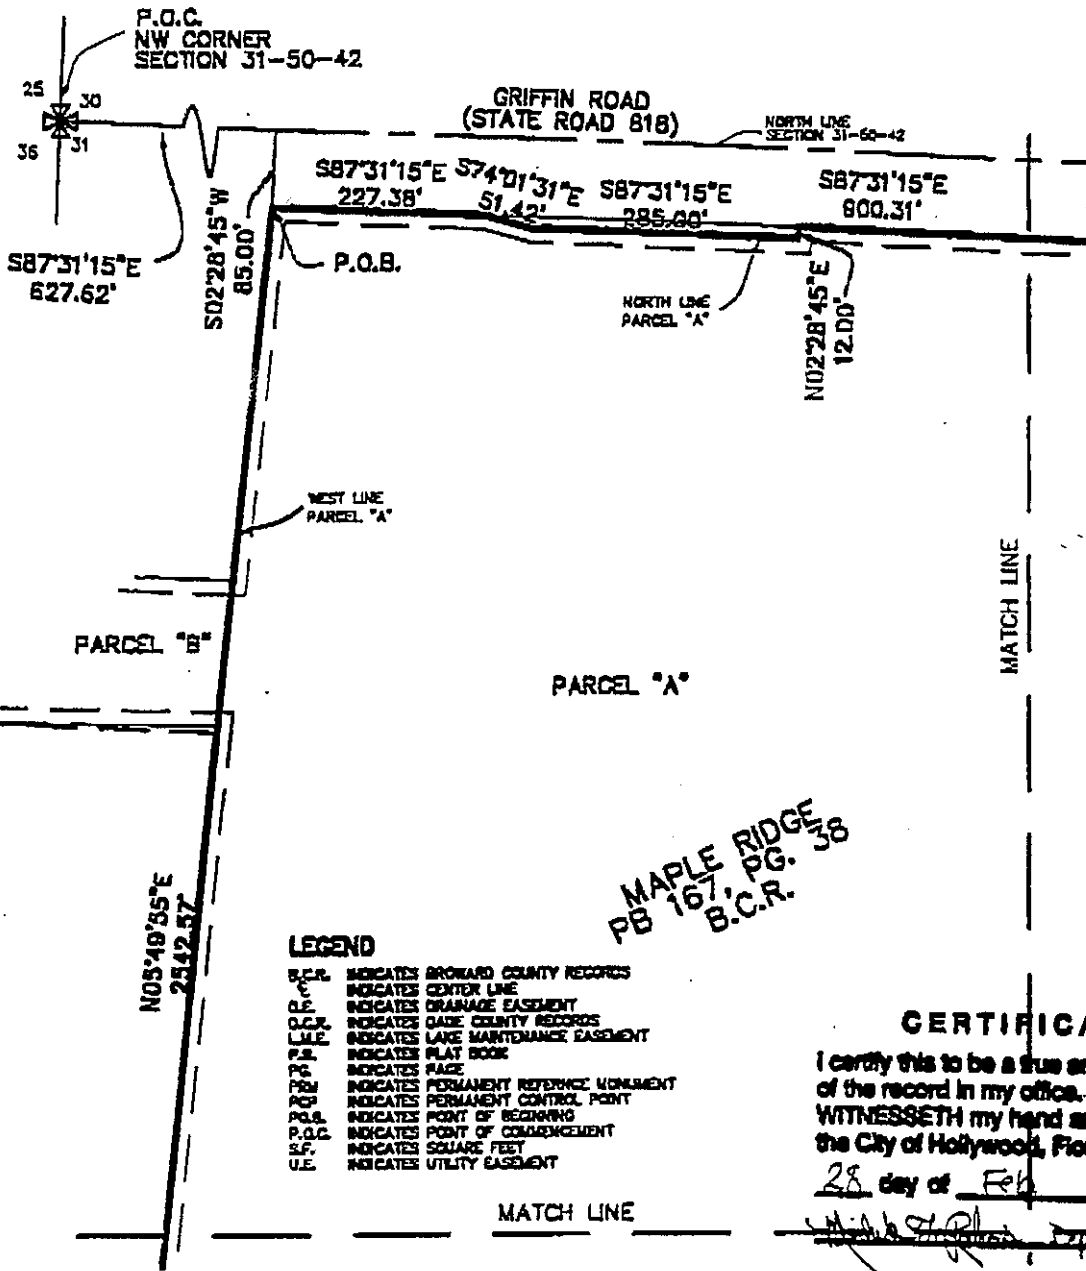 P.O.C.
NW CORNER
SECTION 31-50-42
25
30
36
31
GRIFFIN ROAD
(STATE ROAD 818)
NORTH LINE
SECTION 31-50-42
S87°31'15"E
227.38'
S74°01'31"E
51.42'
S87°31'15"E
285.00'
S87°31'15"E
800.31'
S87°31'15"E
627.62'
S02°28'45"W
85.00'
P.O.B.
NORTH LINE
PARCEL "A"
N02°28'45"E
12.00'
WEST LINE
PARCEL "A"
MATCH LINE
PARCEL "B"
PARCEL "A"
MAPLE RIDGE
PB 167, PG. 38
B.C.R.
N05°49'55"E
2542.57'
LEGEND
B.C.R. INDICATES BROWARD COUNTY RECORDS
INDICATES CENTER LINE
D.E. INDICATES DRAINAGE EASEMENT
D.C.R. INDICATES DADE COUNTY RECORDS
L.M.E. INDICATES LAKE MAINTENANCE EASEMENT
P.B. INDICATES PLAT BOOK
PG. INDICATES PAGE
PRM INDICATES PERMANENT REFERENCE MONUMENT
PCP INDICATES PERMANENT CONTROL POINT
P.O.B. INDICATES POINT OF BEGINNING
P.O.C. INDICATES POINT OF COMMENCEMENT
S.F. INDICATES SQUARE FEET
U.E. INDICATES UTILITY EASEMENT
CERTIFICA
I certify this to be a true
of the record in my office.
WITNESSETH my hand
the City of Hollywood, Flo
28 day of Feb
MATCH LINE